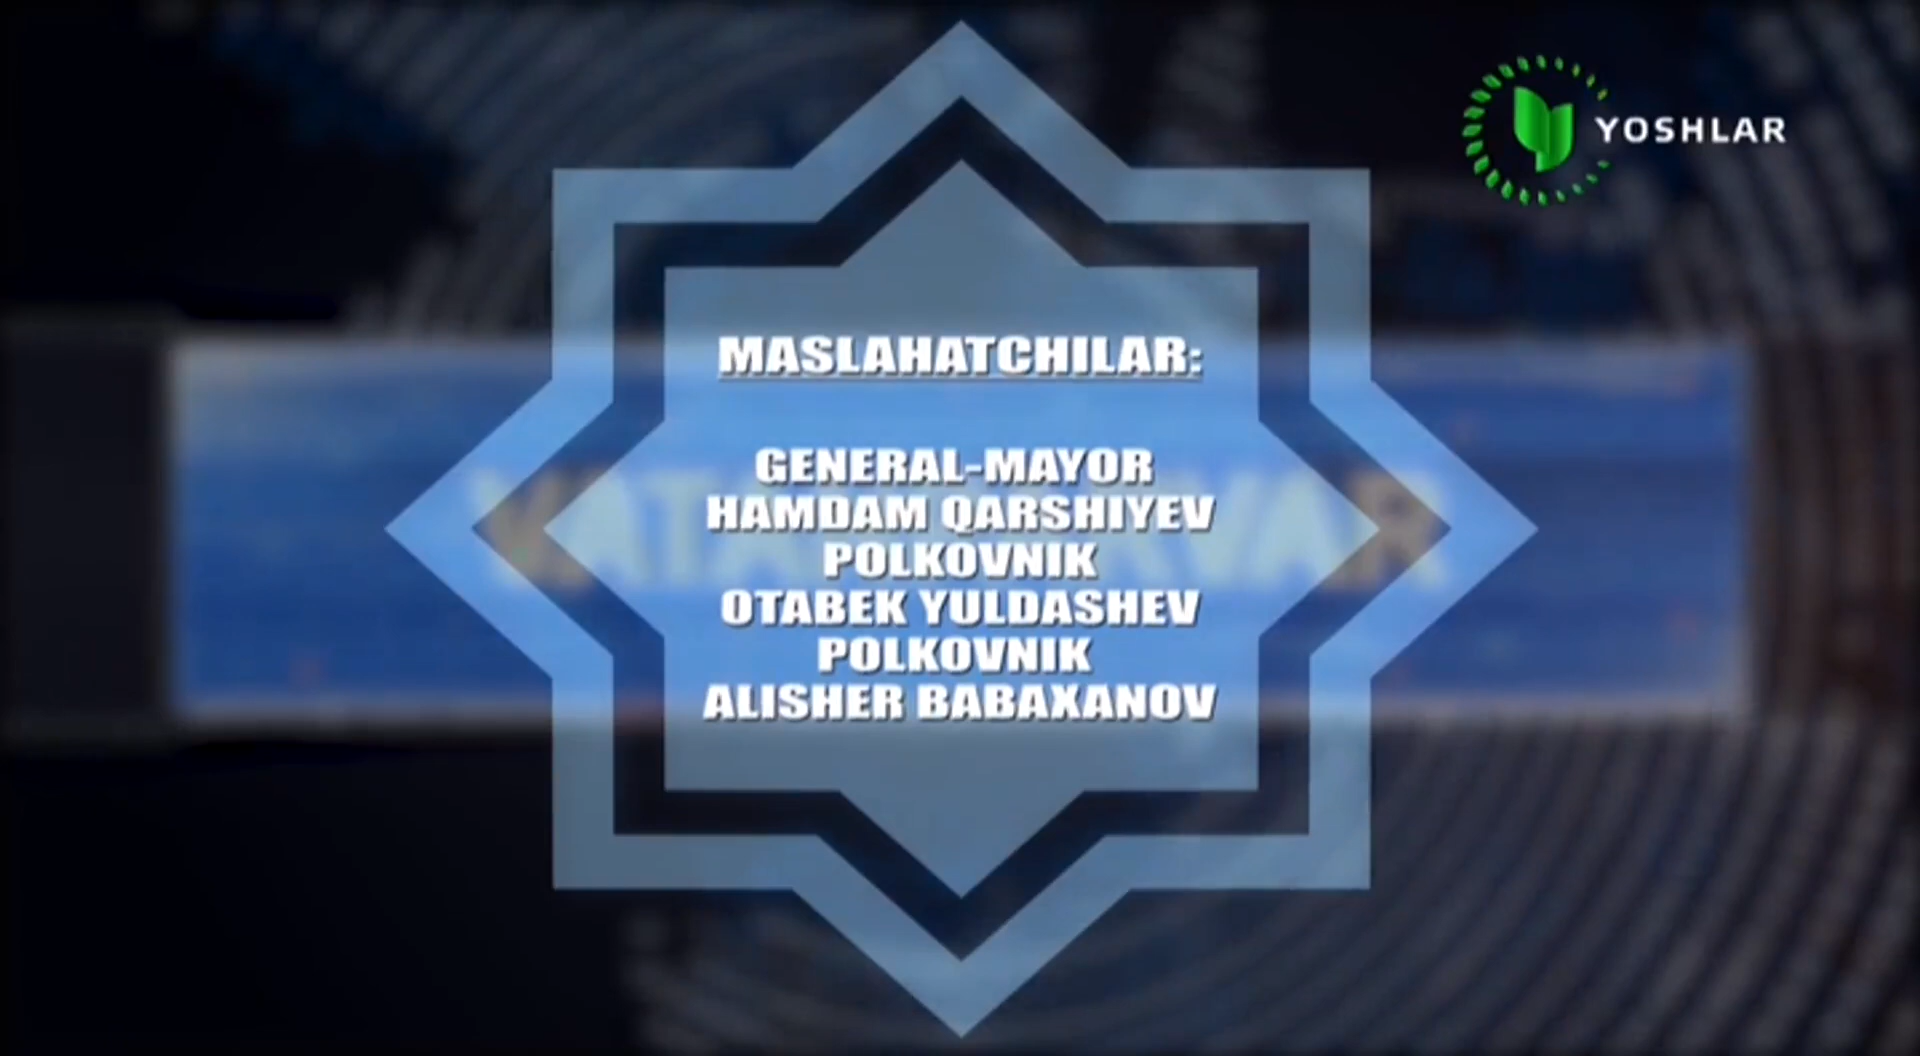 YOSHLAR
MASLAHATCHILAR:
GENERAL-MAYOR
HAMDAM QARSHIYEV
POLKOVNIK
OTABEK YULDASHEV
POLKOVNIK
ALISHER BABAXANOV